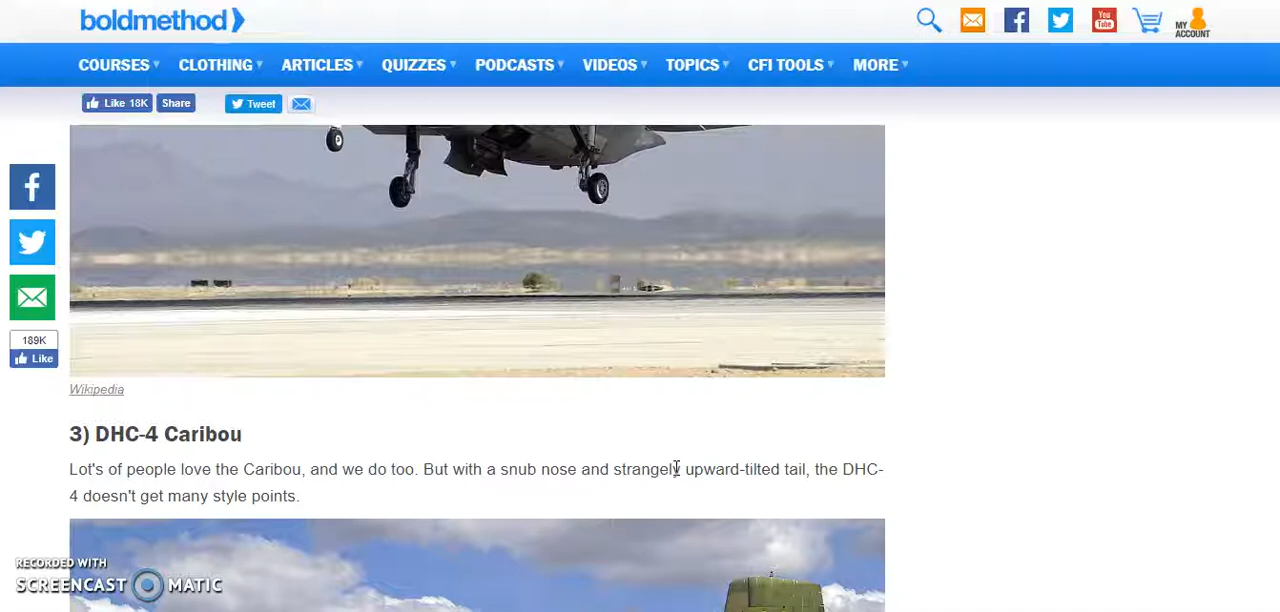 boldmethod
MY ACCOUNT
You Tube
COURSES CLOTHING ARTICLES QUIZZES PODCASTS VIDEOS TOPICS CFI TOOLS MORE
Like 18K Share Tweet
189K
Like
Wikipedia
3) DHC-4 Caribou
Lot's of people love the Caribou, and we do too. But with a snub nose and strangely upward-tilted tail, the DHC-
4 doesn't get many style points.
RECORDED WITH
SCREENCAST MATIC